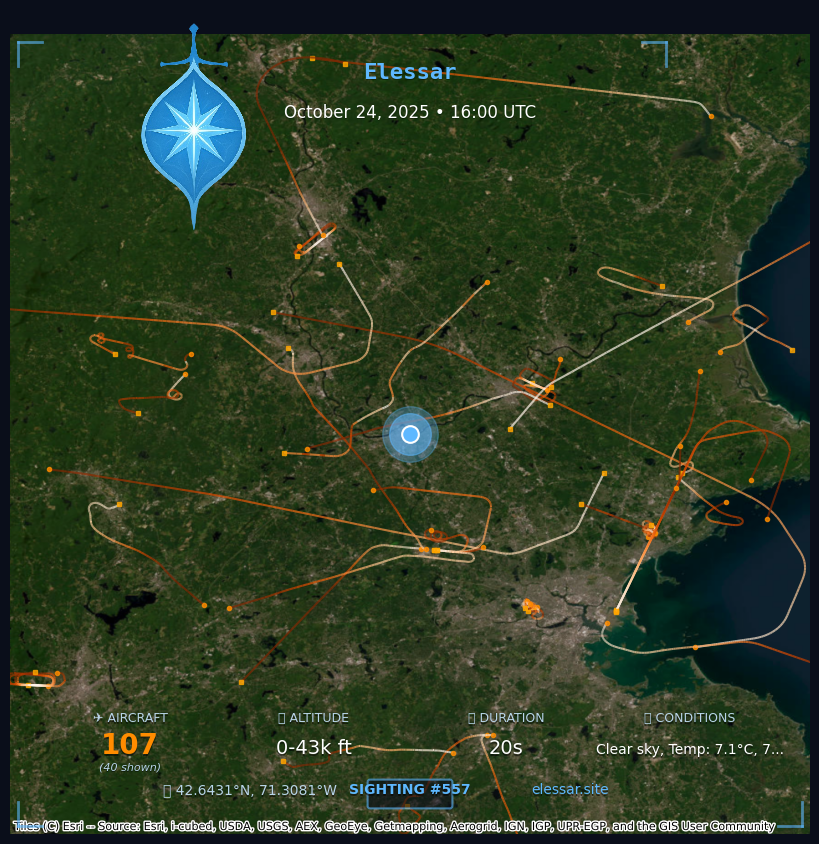 Elessar
October 24, 2025 • 16:00 UTC
✈ AIRCRAFT
107
(40 shown)
ALTITUDE
0-43k ft
DURATION
20s
CONDITIONS
Clear sky, Temp: 7.1°C, 7...
42.6431°N, 71.3081°W
SIGHTING #557
elessar.site
Tiles (C) Esri -- Source: Esri, i-cubed, USDA, USGS, AEX, GeoEye, Getmapping, Aerogrid, IGN, IGP, UPR-EGP, and the GIS User Community